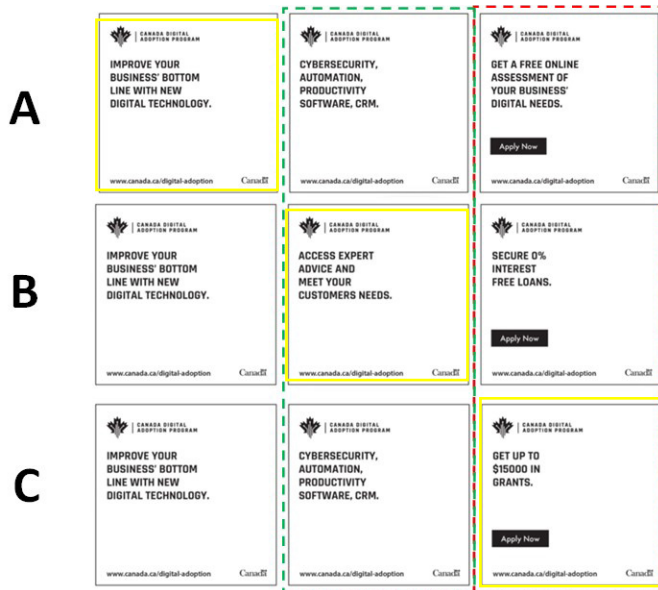 A
CANADA DIGITAL
ADOPTION PROGRAM
IMPROVE YOUR
BUSINESS' BOTTOM
LINE WITH NEW
DIGITAL TECHNOLOGY.
www.canada.ca/digital-adoption
Canada
CANADA DIGITAL
ADOPTION PROGRAM
CYBERSECURITY,
AUTOMATION,
PRODUCTIVITY
SOFTWARE, CRM.
www.canada.ca/digital-adoption
Canada
CANADA DIGITAL
ADOPTION PROGRAM
GET A FREE ONLINE
ASSESSMENT OF
YOUR BUSINESS'
DIGITAL NEEDS.
Apply Now
www.canada.ca/digital-adoption
Canada
B
CANADA DIGITAL
ADOPTION PROGRAM
IMPROVE YOUR
BUSINESS' BOTTOM
LINE WITH NEW
DIGITAL TECHNOLOGY.
www.canada.ca/digital-adoption
Canada
CANADA DIGITAL
ADOPTION PROGRAM
ACCESS EXPERT
ADVICE AND
MEET YOUR
CUSTOMERS NEEDS.
www.canada.ca/digital-adoption
Canada
CANADA DIGITAL
ADOPTION PROGRAM
SECURE 0%
INTEREST
FREE LOANS.
Apply Now
www.canada.ca/digital-adoption
Canada
C
CANADA DIGITAL
ADOPTION PROGRAM
IMPROVE YOUR
BUSINESS' BOTTOM
LINE WITH NEW
DIGITAL TECHNOLOGY.
www.canada.ca/digital-adoption
Canada
CANADA DIGITAL
ADOPTION PROGRAM
CYBERSECURITY,
AUTOMATION,
PRODUCTIVITY
SOFTWARE, CRM.
www.canada.ca/digital-adoption
Canada
CANADA DIGITAL
ADOPTION PROGRAM
GET UP TO
$15000 IN
GRANTS.
Apply Now
www.canada.ca/digital-adoption
Canada